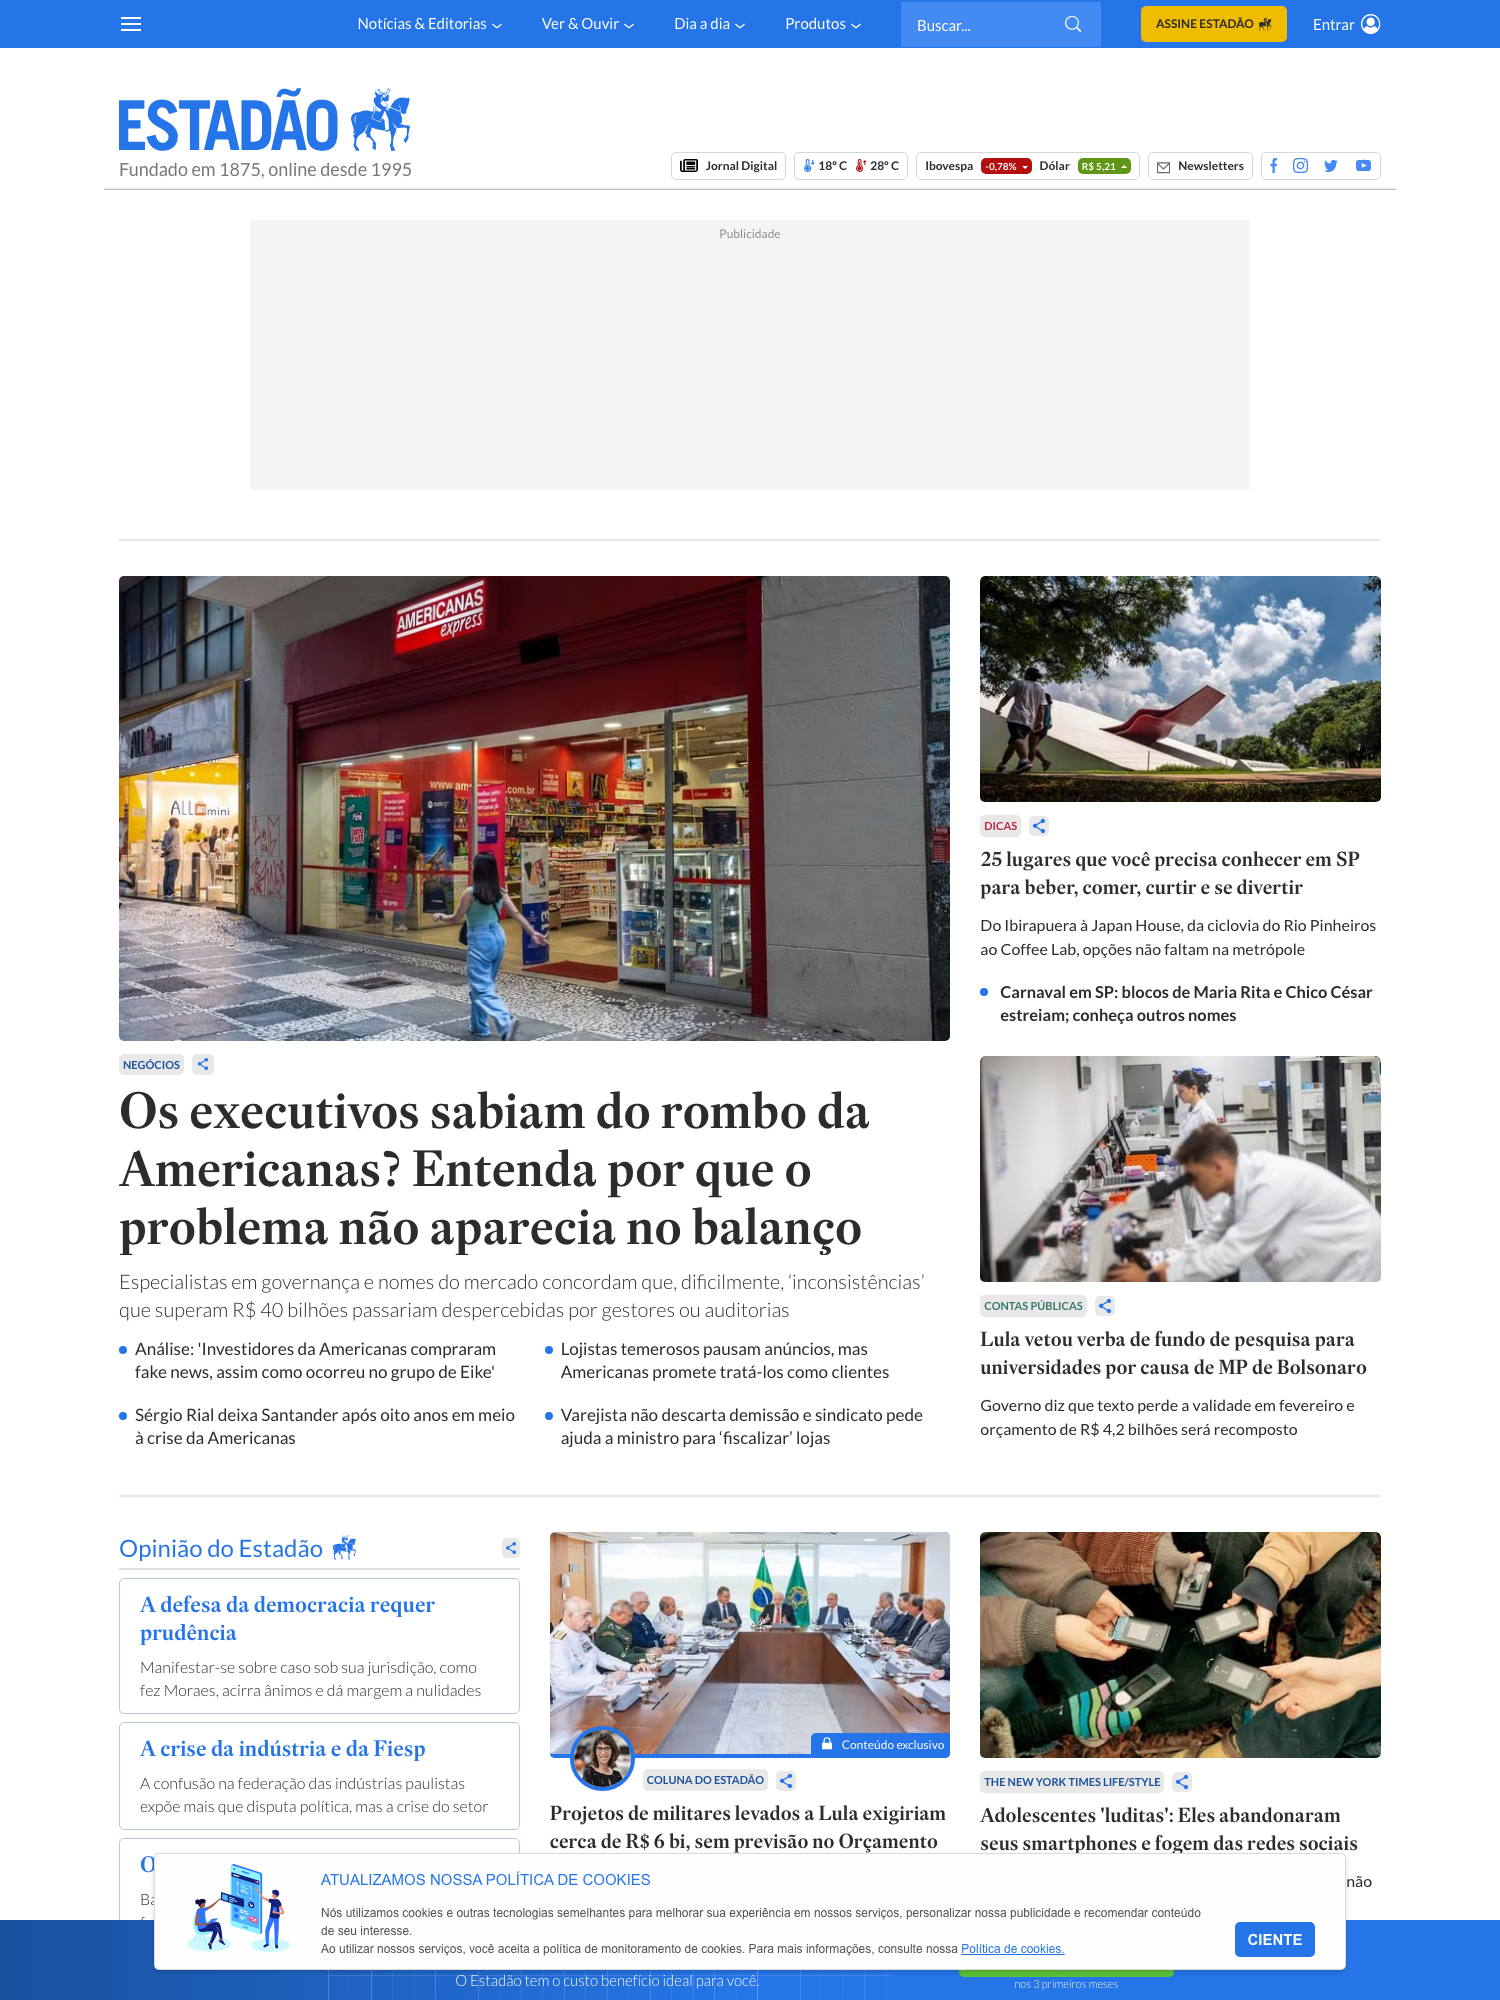 Notícias & Editorias
Ver & Ouvir
Dia a dia
Produtos
Buscar...
ASSINE ESTADÃO
Entrar
ESTADÃO
Fundado em 1875, online desde 1995
Jornal Digital
18º C
28º C
Ibovespa
-0,78%
Dólar
R$ 5,21
Newsletters
Publicidade
AMERICANAS
express
ALLmini
NEGÓCIOS
Os executivos sabiam do rombo da
Americanas? Entenda por que o
problema não aparecia no balanço
Especialistas em governança e nomes do mercado concordam que, dificilmente, ‘inconsistências’
que superam R$ 40 bilhões passariam despercebidas por gestores ou auditorias
Análise: 'Investidores da Americanas compraram
fake news, assim como ocorreu no grupo de Eike'
Lojistas temerosos pausam anúncios, mas
Americanas promete tratá-los como clientes
Sérgio Rial deixa Santander após oito anos em meio
à crise da Americanas
Varejista não descarta demissão e sindicato pede
ajuda a ministro para ‘fiscalizar’ lojas
DICAS
25 lugares que você precisa conhecer em SP
para beber, comer, curtir e se divertir
Do Ibirapuera à Japan House, da ciclovia do Rio Pinheiros
ao Coffee Lab, opções não faltam na metrópole
Carnaval em SP: blocos de Maria Rita e Chico César
estreiam; conheça outros nomes
CONTAS PÚBLICAS
Lula vetou verba de fundo de pesquisa para
universidades por causa de MP de Bolsonaro
Governo diz que texto perde a validade em fevereiro e
orçamento de R$ 4,2 bilhões será recomposto
Opinião do Estadão
A defesa da democracia requer
prudência
Manifestar-se sobre caso sob sua jurisdição, como
fez Moraes, acirra ânimos e dá margem a nulidades
A crise da indústria e da Fiesp
A confusão na federação das indústrias paulistas
expõe mais que disputa política, mas a crise do setor
Conteúdo exclusivo
COLUNA DO ESTADÃO
Projetos de militares levados a Lula exigiriam
cerca de R$ 6 bi, sem previsão no Orçamento
THE NEW YORK TIMES LIFE/STYLE
Adolescentes 'luditas': Eles abandonaram
seus smartphones e fogem das redes sociais
não
ATUALIZAMOS NOSSA POLÍTICA DE COOKIES
Nós utilizamos cookies e outras tecnologias semelhantes para melhorar sua experiência em nossos serviços, personalizar nossa publicidade e recomendar conteúdo
de seu interesse.
Ao utilizar nossos serviços, você aceita a política de monitoramento de cookies. Para mais informações, consulte nossa Política de cookies.
CIENTE
O Estadão tem o custo benefício ideal para você.
nos 3 primeiros meses